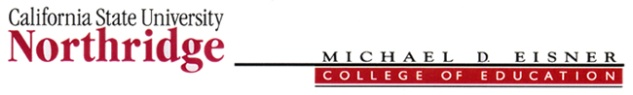 California State University
Northridge
MICHAEL D. EISNER
COLLEGE OF EDUCATION